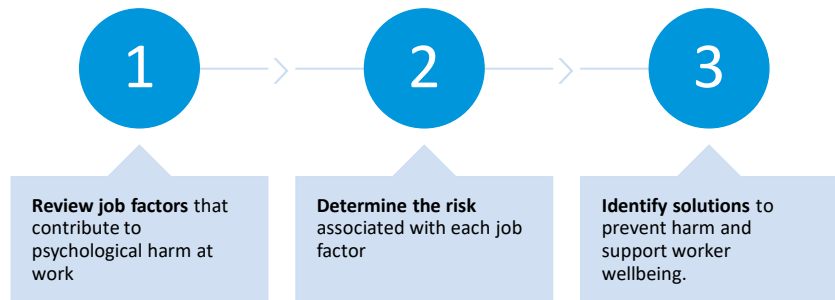 1
2
3
Review job factors that
contribute to
psychological harm at
work
Determine the risk
associated with each job
factor
Identify solutions to
prevent harm and
support worker
wellbeing.